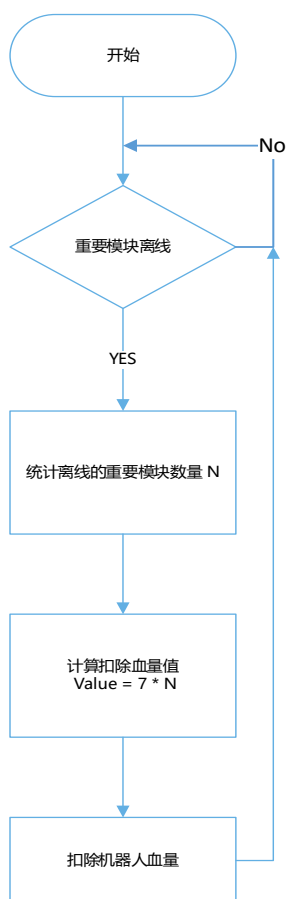 开始
No
重要模块离线
YES
统计离线的重要模块数量 N
计算扣除血量值
Value = 7 * N
扣除机器人血量